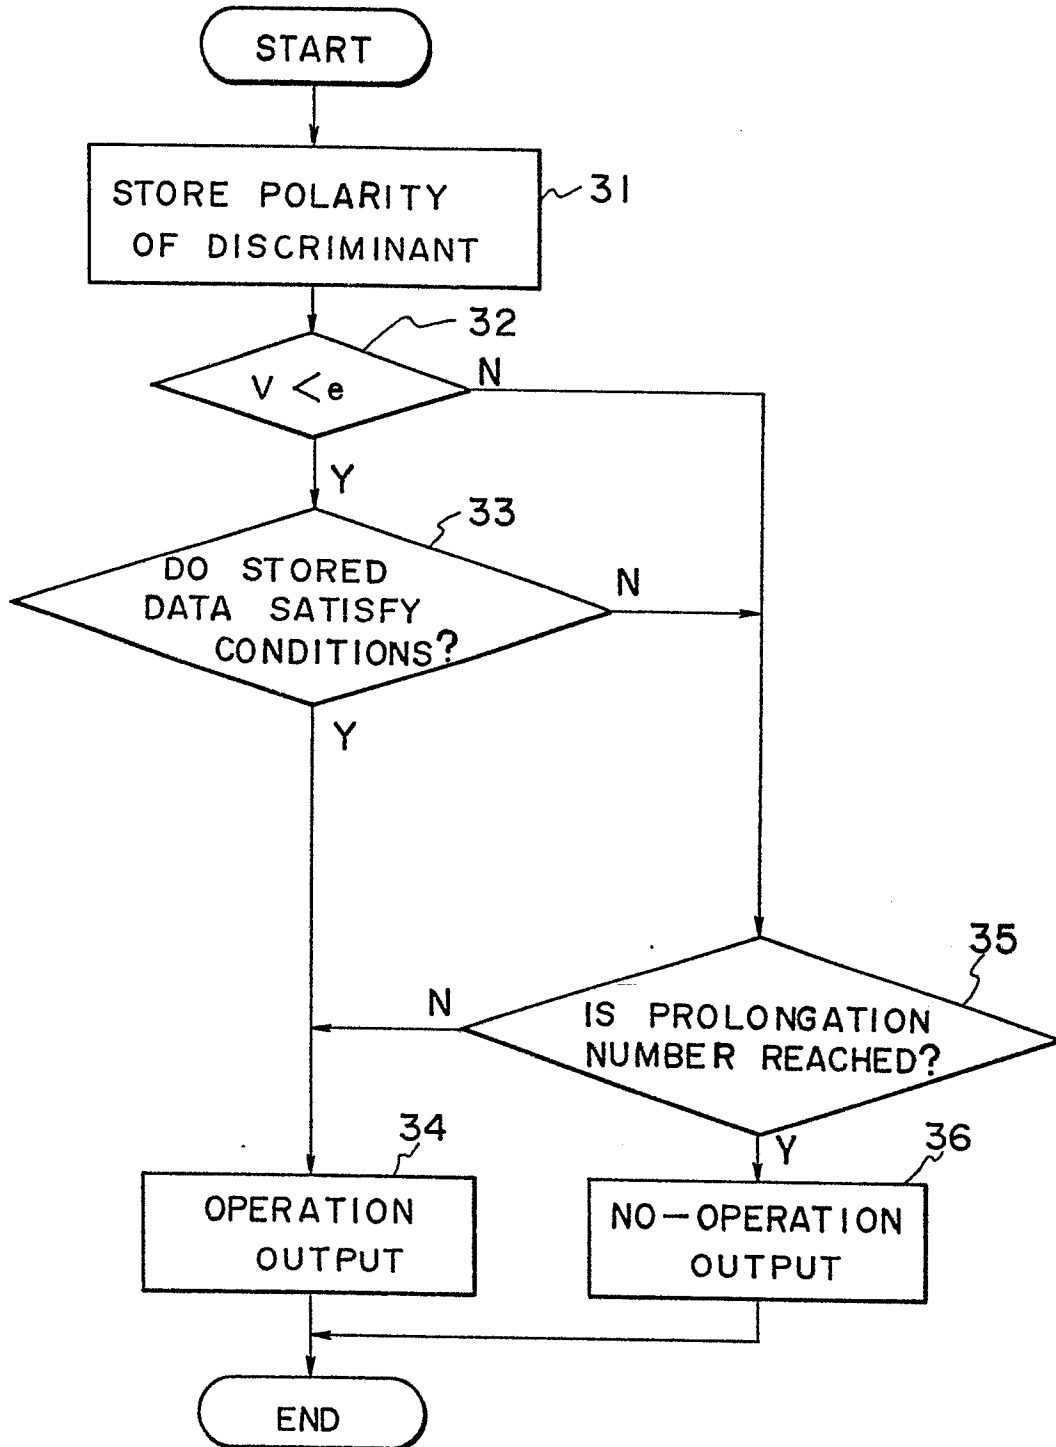 START
STORE POLARITY
OF DISCRIMINANT
31
32
V < e
N
Y
33
DO STORED
DATA SATISFY
CONDITIONS?
N
Y
35
IS PROLONGATION
NUMBER REACHED?
N
Y
34
OPERATION
OUTPUT
36
NO-OPERATION
OUTPUT
END